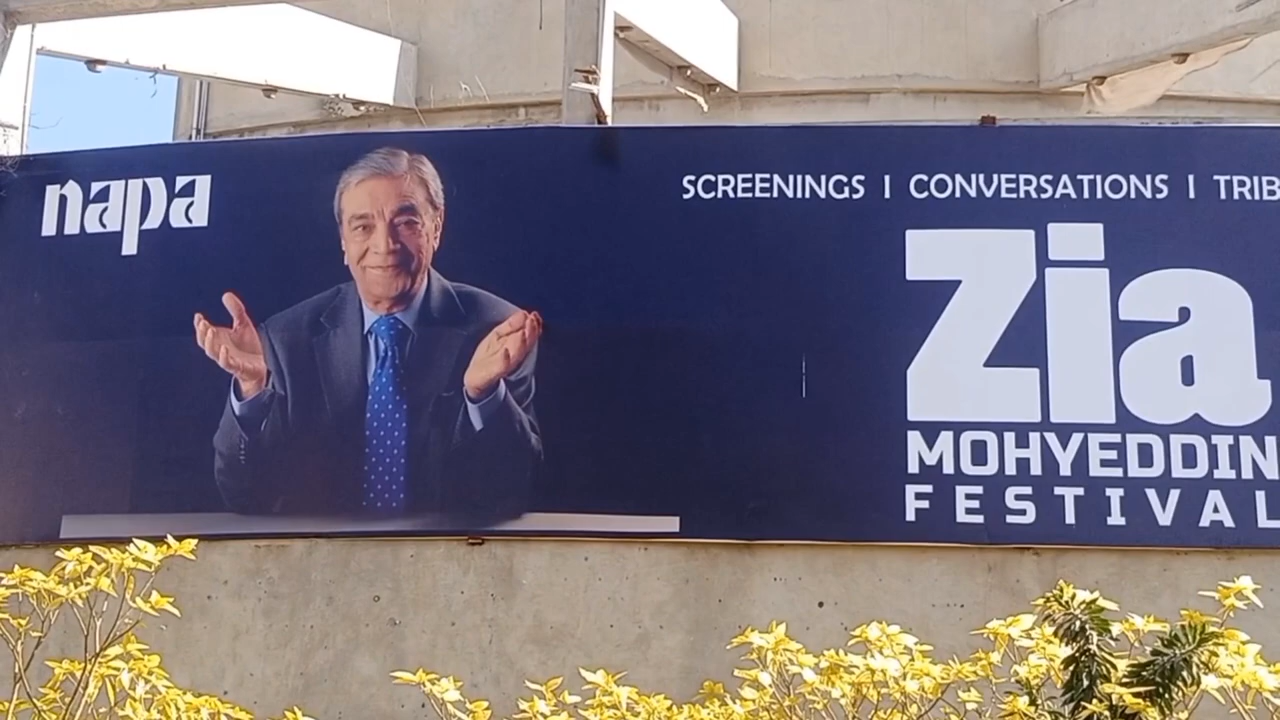 napa
SCREENINGS I CONVERSATIONS I TRIB
Zia
MOHYEDDIN
FESTIVAL